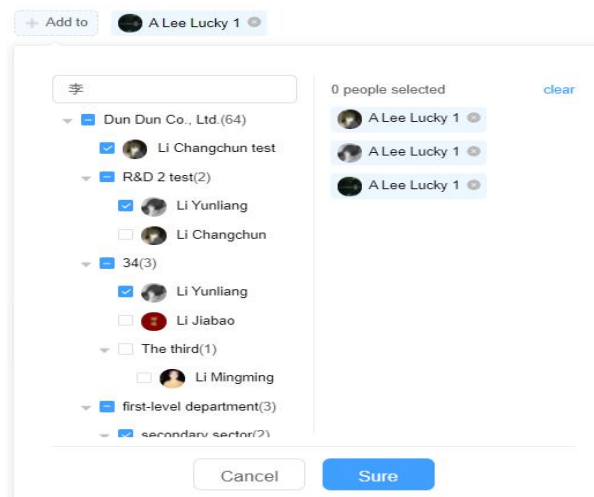 + Add to
A Lee Lucky 1
李
Dun Dun Co., Ltd.(64)
Li Changchun test
R&D 2 test(2)
Li Yunliang
Li Changchun
34(3)
Li Yunliang
Li Jiabao
The third(1)
Li Mingming
first-level department(3)
secondary sector(2)
0 people selected
clear
A Lee Lucky 1
A Lee Lucky 1
A Lee Lucky 1
Cancel
Sure